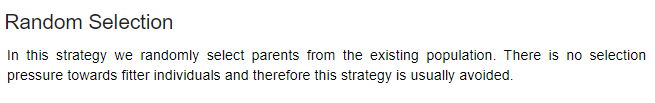 Random Selection
In this strategy we randomly select parents from the existing population. There is no selection
pressure towards fitter individuals and therefore this strategy is usually avoided.